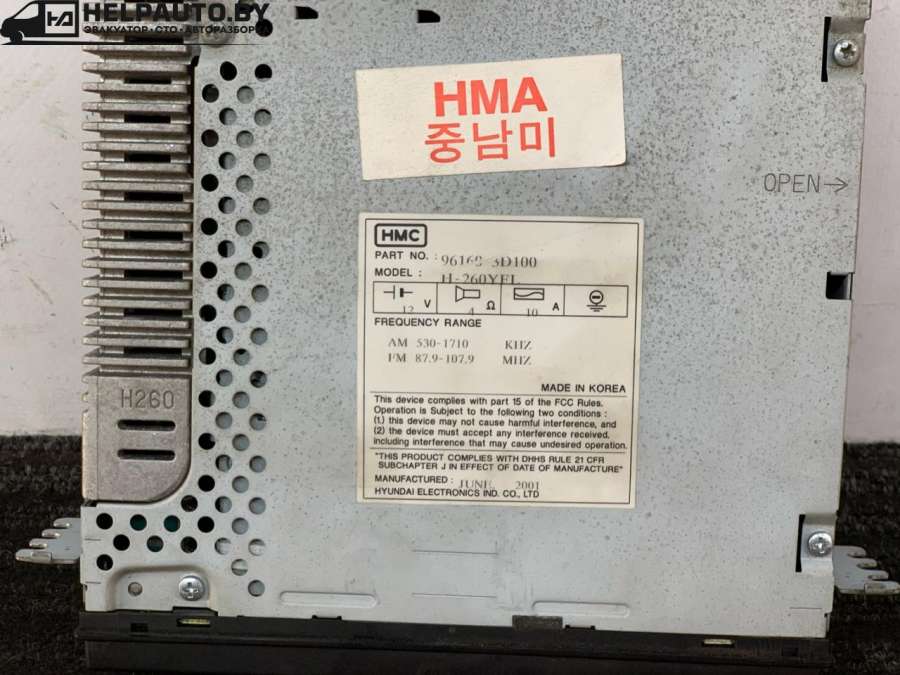 HELPAUTO.BY
ЭВАКУАТОР·СТО·АВТОРАЗБОРКА
HMA
중남미
OPEN→
HMC
PART NO. : 96160-3D100
MODEL : H-260YFL
12 V 4 Ω 10 A
FREQUENCY RANGE
AM 530-1710 KHZ
FM 87.9-107.9 MHZ
MADE IN KOREA
This device complies with part 15 of the FCC Rules.
Operation is Subject to the following two conditions :
(1) this device may not cause harmful interference, and
(2) the device must accept any interference received,
including interference that may cause undesired operation.
"THIS PRODUCT COMPLIES WITH DHHS RULE 21 CFR
SUBCHAPTER J IN EFFECT OF DATE OF MANUFACTURE"
MANUFACTURED : JUNE 2001
HYUNDAI ELECTRONICS IND. CO., LTD
H260